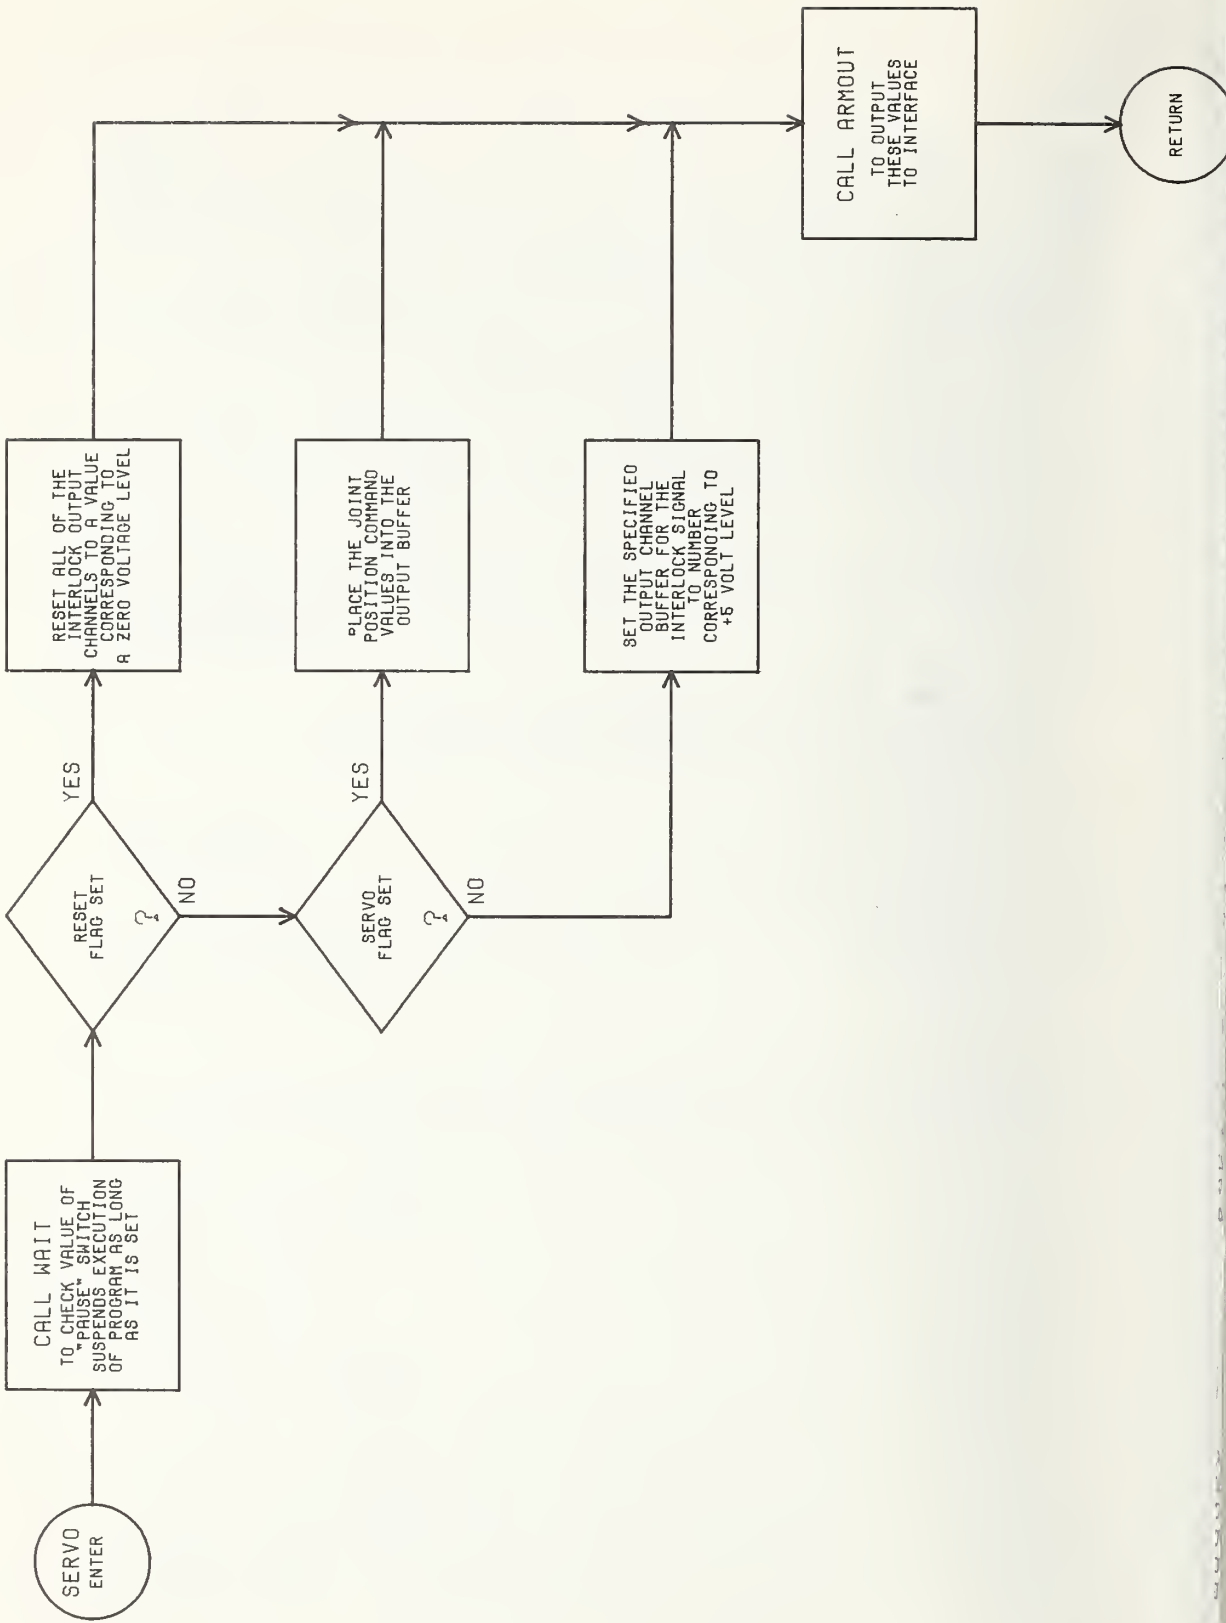 SERVO
ENTER
CALL WAIT
TO CHECK VALUE OF
"PAUSE" SWITCH
SUSPENDS EXECUTION
OF PROGRAM AS LONG
AS IT IS SET
RESET
FLAG SET
?
YES
NO
RESET ALL OF THE
INTERLOCK OUTPUT
CHANNELS TO A VALUE
CORRESPONDING TO
A ZERO VOLTAGE LEVEL
SERVO
FLAG SET
?
YES
NO
PLACE THE JOINT
POSITION COMMAND
VALUES INTO THE
OUTPUT BUFFER
SET THE SPECIFIED
OUTPUT CHANNEL
BUFFER FOR THE
INTERLOCK SIGNAL
TO NUMBER
CORRESPONDING TO
+5 VOLT LEVEL
CALL ARMOUT
TO OUTPUT
THESE VALUES
TO INTERFACE
RETURN